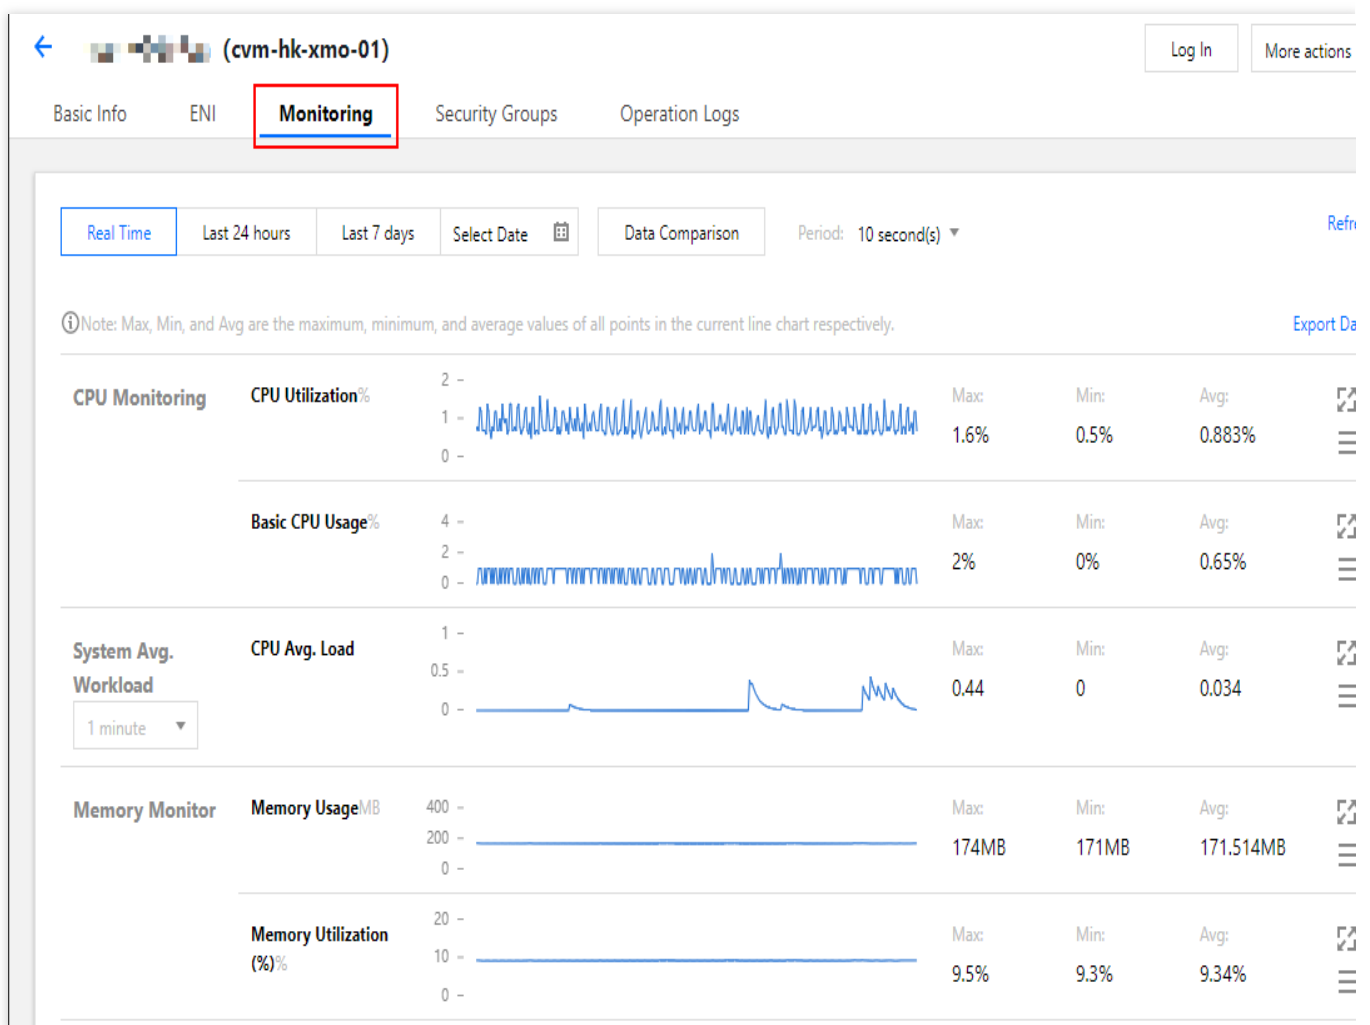 (cvm-hk-xmo-01)
Log In
More actions
Basic Info
ENI
Monitoring
Security Groups
Operation Logs
Real Time
Last 24 hours
Last 7 days
Select Date
Data Comparison
Period: 10 second(s)
Refre
Note: Max, Min, and Avg are the maximum, minimum, and average values of all points in the current line chart respectively.
Export Da
CPU Monitoring
CPU Utilization%
2
1
0
Max:
Min:
Avg:
1.6%
0.5%
0.883%
Basic CPU Usage%
4
2
0
Max:
Min:
Avg:
2%
0%
0.65%
System Avg.
Workload
1 minute
CPU Avg. Load
1
0.5
0
Max:
Min:
Avg:
0.44
0
0.034
Memory Monitor
Memory UsageMB
400
200
0
Max:
Min:
Avg:
174MB
171MB
171.514MB
Memory Utilization
(%)%
20
10
0
Max:
Min:
Avg:
9.5%
9.3%
9.34%